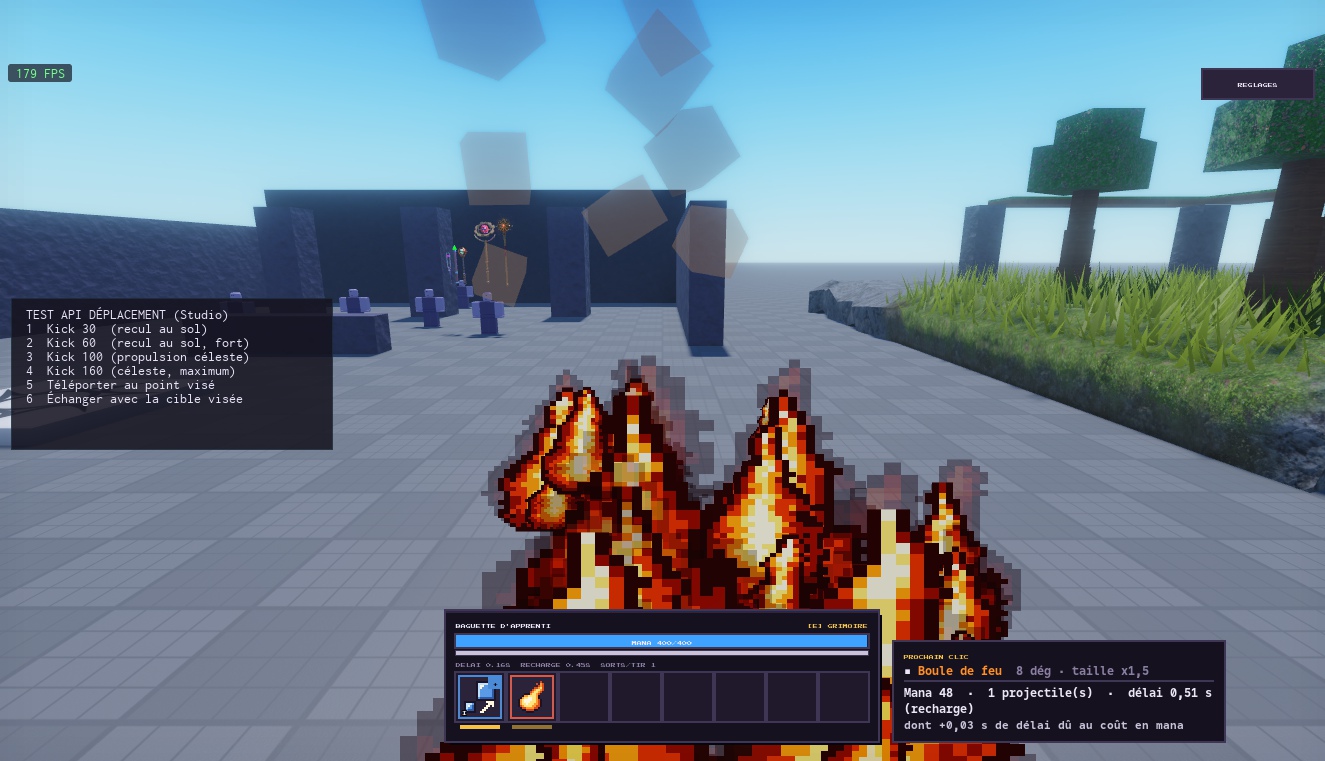 179 FPS
REGLAGES
TEST API DÉPLACEMENT (Studio)
1 Kick 30 (recul au sol)
2 Kick 60 (recul au sol, fort)
3 Kick 100 (propulsion céleste)
4 Kick 160 (céleste, maximum)
5 Téléporter au point visé
6 Échanger avec la cible visée
BAGUETTE D'APPRENTI
[E] GRIMOIRE
MANA 400/400
DELAI 0.16S RECHARGE 0.45S SORTS/TIR 1
PROCHAIN CLIC
▪ Boule de feu 8 dég · taille x1,5
Mana 48 · 1 projectile(s) · délai 0,51 s
(recharge)
dont +0,03 s de délai dû au coût en mana